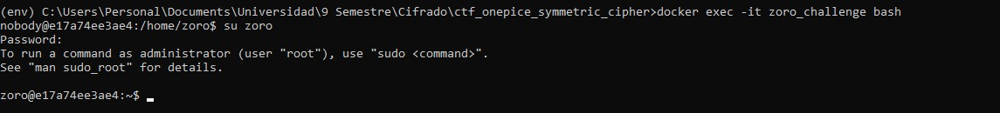 (env) C:\Users\Personal\Documents\Universidad\9 Semestre\Cifrado\ctf_onepice_symmetric_cipher>docker exec -it zoro_challenge bash
nobody@e17a74ee3ae4:/home/zoro$ su zoro
Password:
To run a command as administrator (user "root"), use "sudo <command>".
See "man sudo_root" for details.
zoro@e17a74ee3ae4:~$